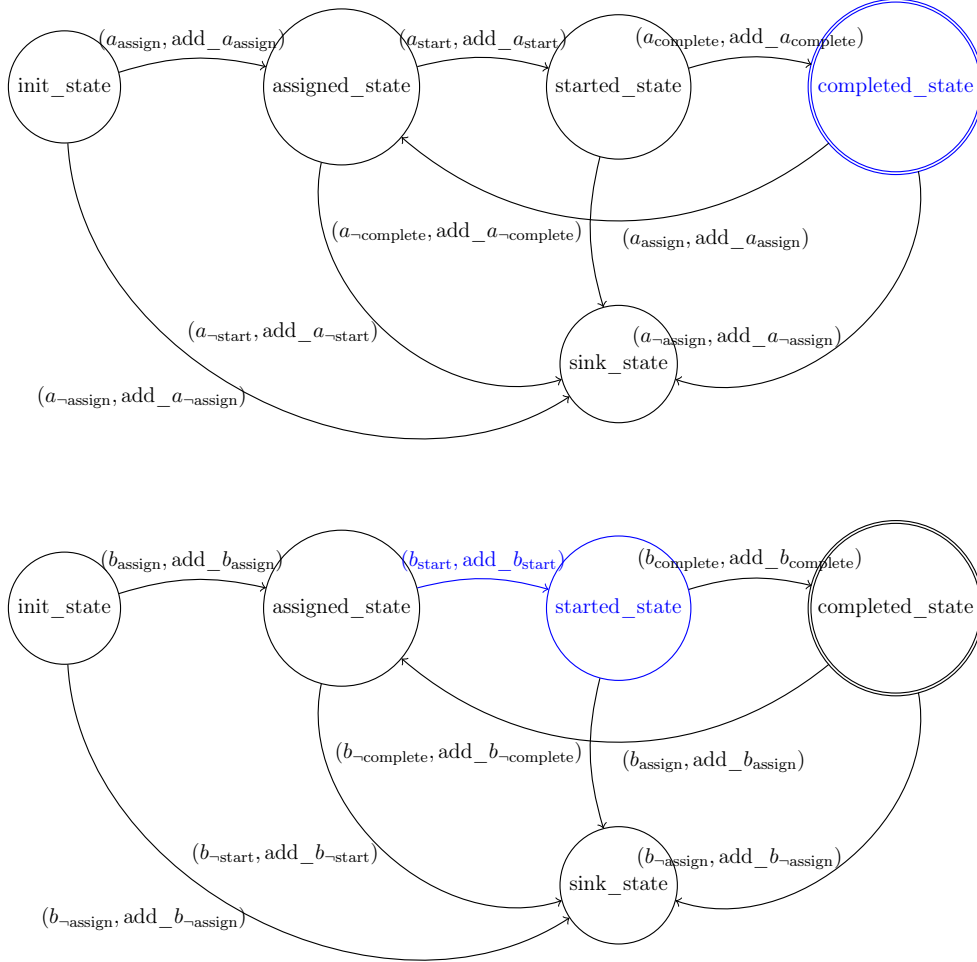 (a_assign, add_a_assign)
(a_start, add_a_start)
(a_complete, add_a_complete)
init_state
assigned_state
started_state
completed_state
(a_¬complete, add_a_¬complete)
(a_assign, add_a_assign)
(a_¬start, add_a_¬start)
(a_¬assign, add_a_¬assign)
sink_state
(a_¬assign, add_a_¬assign)
(b_assign, add_b_assign)
(b_start, add_b_start)
(b_complete, add_b_complete)
init_state
assigned_state
started_state
completed_state
(b_¬complete, add_b_¬complete)
(b_assign, add_b_assign)
(b_¬start, add_b_¬start)
(b_¬assign, add_b_¬assign)
sink_state
(b_¬assign, add_b_¬assign)